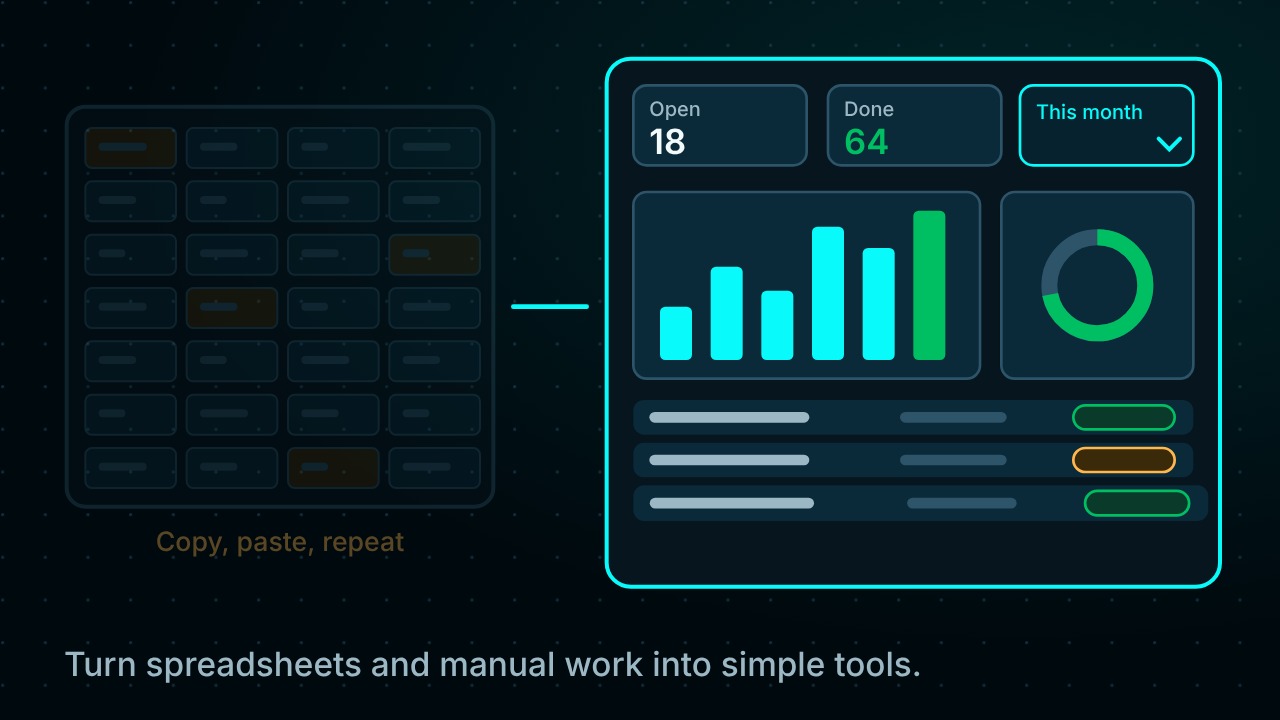 Open
18
Done
64
This month
Copy, paste, repeat
Turn spreadsheets and manual work into simple tools.